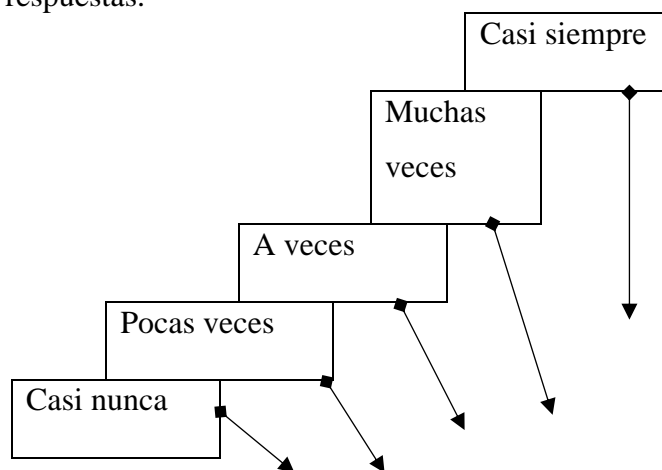 respuestas.
Casi siempre
Muchas
veces
A veces
Pocas veces
Casi nunca